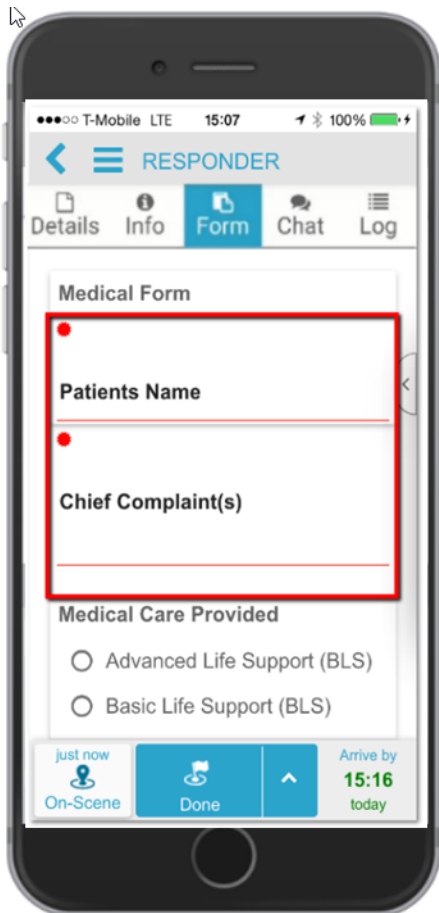 T-Mobile LTE 15:07 100%
RESPONDER
Details Info Form Chat Log
Medical Form
Patients Name
Chief Complaint(s)
Medical Care Provided
Advanced Life Support (BLS)
Basic Life Support (BLS)
just now
On-Scene
Done
Arrive by
15:16
today